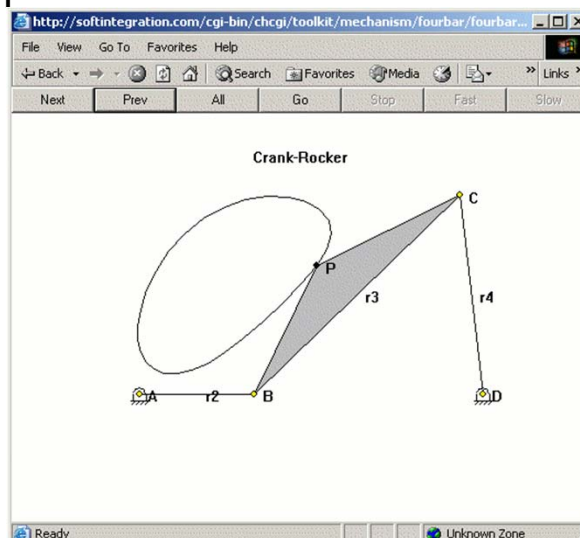 http://softintegration.com/cgi-bin/chcgi/toolkit/mechanism/fourbar/fourbar...
File View Go To Favorites Help
Back Search Favorites Media » Links »
Next Prev All Go Stop Fast Slow
Crank-Rocker
C
P
r3
r4
A r2 B D
Ready Unknown Zone